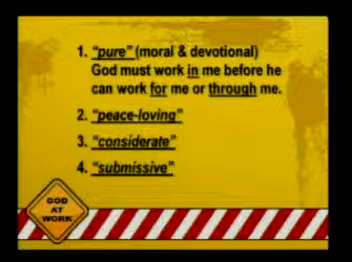 1. "pure" (moral & devotional)
God must work in me before he
can work for me or through me.
2. "peace-loving"
3. "considerate"
4. "submissive"
GOD
AT
WORK